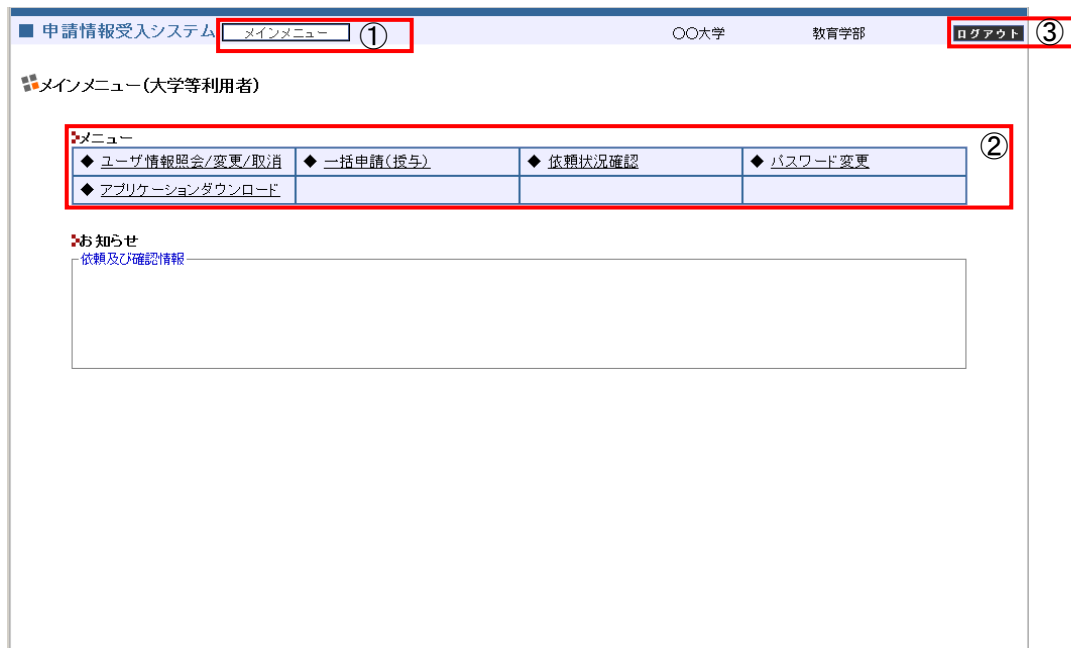 ■ 申請情報受入システム メインメニュー ① 〇〇大学 教育学部 ログアウト ③
メインメニュー(大学等利用者)
メニュー ②
◆ ユーザ情報照会/変更/取消 ◆ 一括申請(授与) ◆ 依頼状況確認 ◆ パスワード変更
◆ アプリケーションダウンロード
お知らせ
依頼及び確認情報